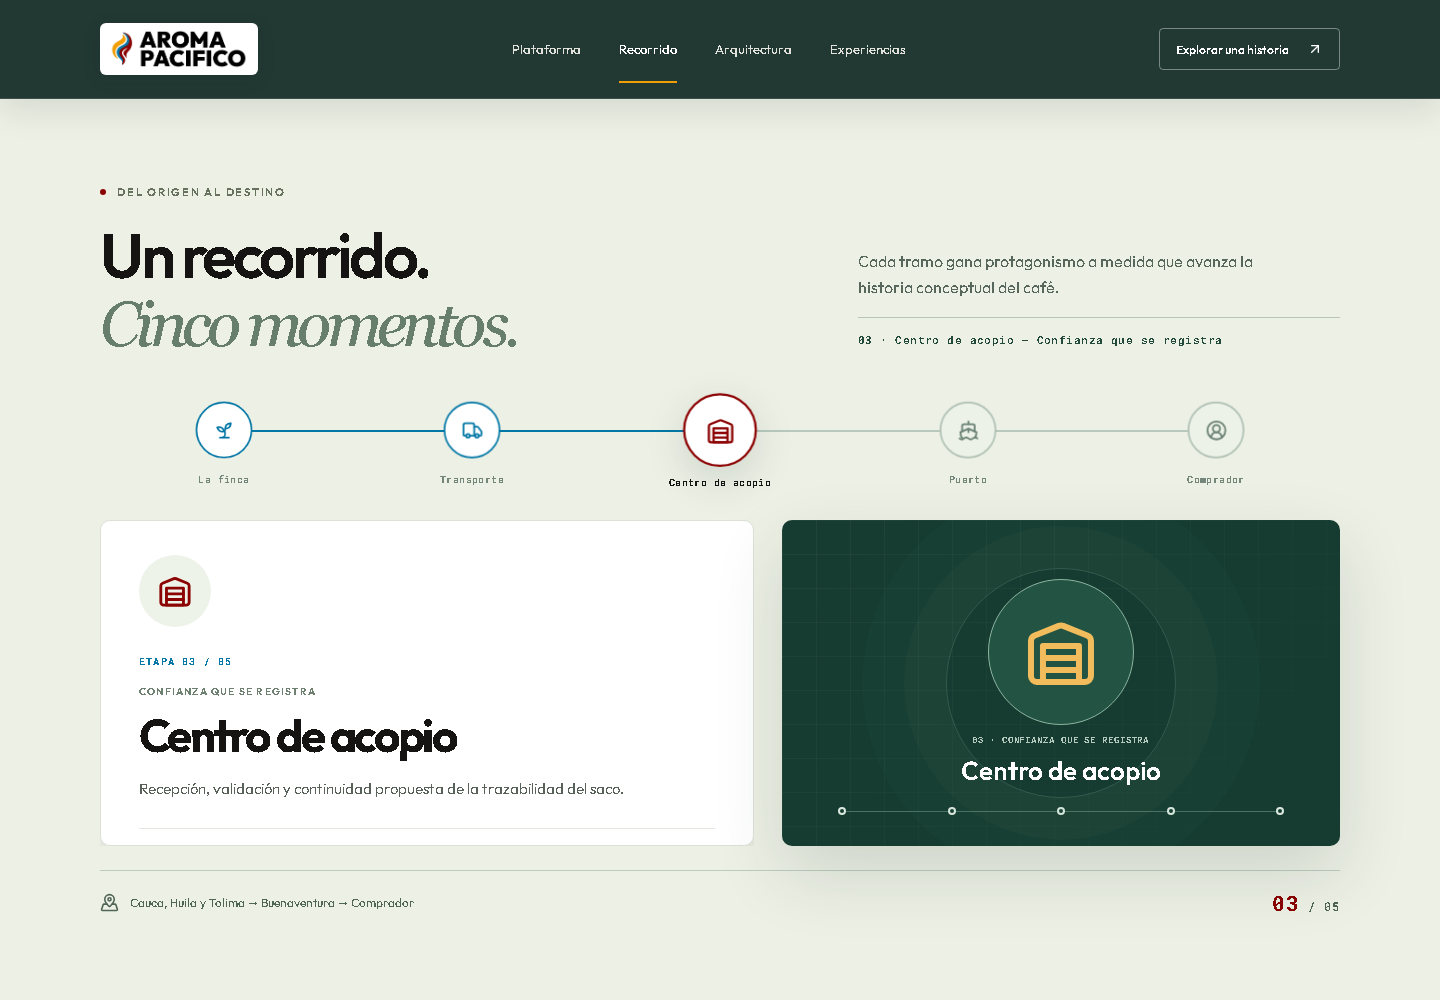 AROMA
PACIFICO
Plataforma
Recorrido
Arquitectura
Experiencias
Explorar una historia
DEL ORIGEN AL DESTINO
Un recorrido.
Cinco momentos.
Cada tramo gana protagonismo a medida que avanza la
historia conceptual del café.
03 · Centro de acopio — Confianza que se registra
La finca
Transporte
Centro de acopio
Puerto
Comprador
ETAPA 03 / 05
CONFIANZA QUE SE REGISTRA
Centro de acopio
Recepción, validación y continuidad propuesta de la trazabilidad del saco.
03 · CONFIANZA QUE SE REGISTRA
Centro de acopio
Cauca, Huila y Tolima → Buenaventura → Comprador
03 / 05